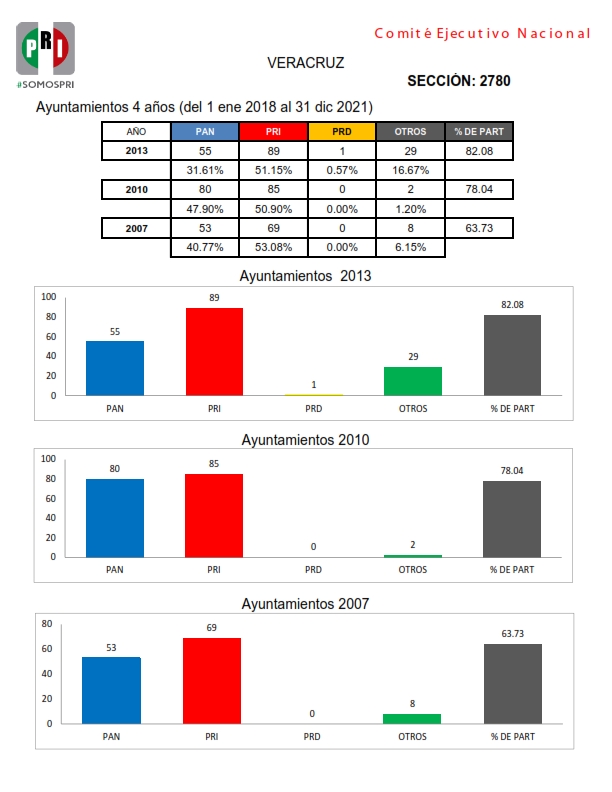 Comité Ejecutivo Nacional
PRI
#SOMOSPRI
VERACRUZ
SECCIÓN: 2780
Ayuntamientos 4 años (del 1 ene 2018 al 31 dic 2021)
AÑO PAN PRI PRD OTROS % DE PART
2013 55 89 1 29 82.08
31.61% 51.15% 0.57% 16.67%
2010 80 85 0 2 78.04
47.90% 50.90% 0.00% 1.20%
2007 53 69 0 8 63.73
40.77% 53.08% 0.00% 6.15%
Ayuntamientos 2013
100
80
60
40
20
0
55 89 1 29 82.08
PAN PRI PRD OTROS % DE PART
Ayuntamientos 2010
100
80
60
40
20
0
80 85 0 2 78.04
PAN PRI PRD OTROS % DE PART
Ayuntamientos 2007
80
60
40
20
0
53 69 0 8 63.73
PAN PRI PRD OTROS % DE PART